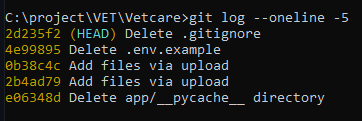 C:\project\VET\Vetcare>git log --oneline -5
2d235f2 (HEAD) Delete .gitignore
4e99895 Delete .env.example
0b38c4c Add files via upload
2b4ad79 Add files via upload
e06348d Delete app/__pycache__ directory